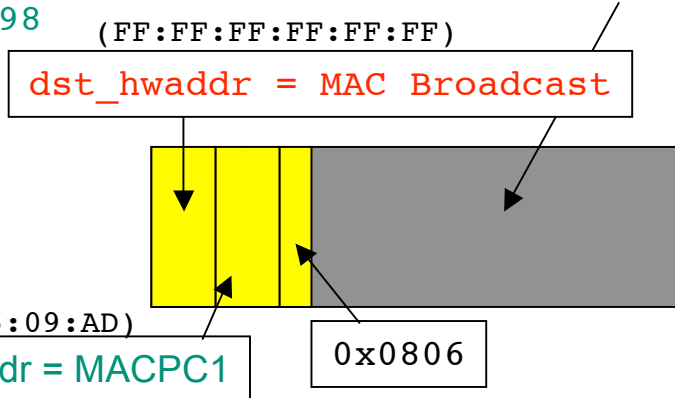 98
(FF:FF:FF:FF:FF:FF)
dst_hwaddr = MAC Broadcast
:09:AD)
dr = MACPC1
0x0806